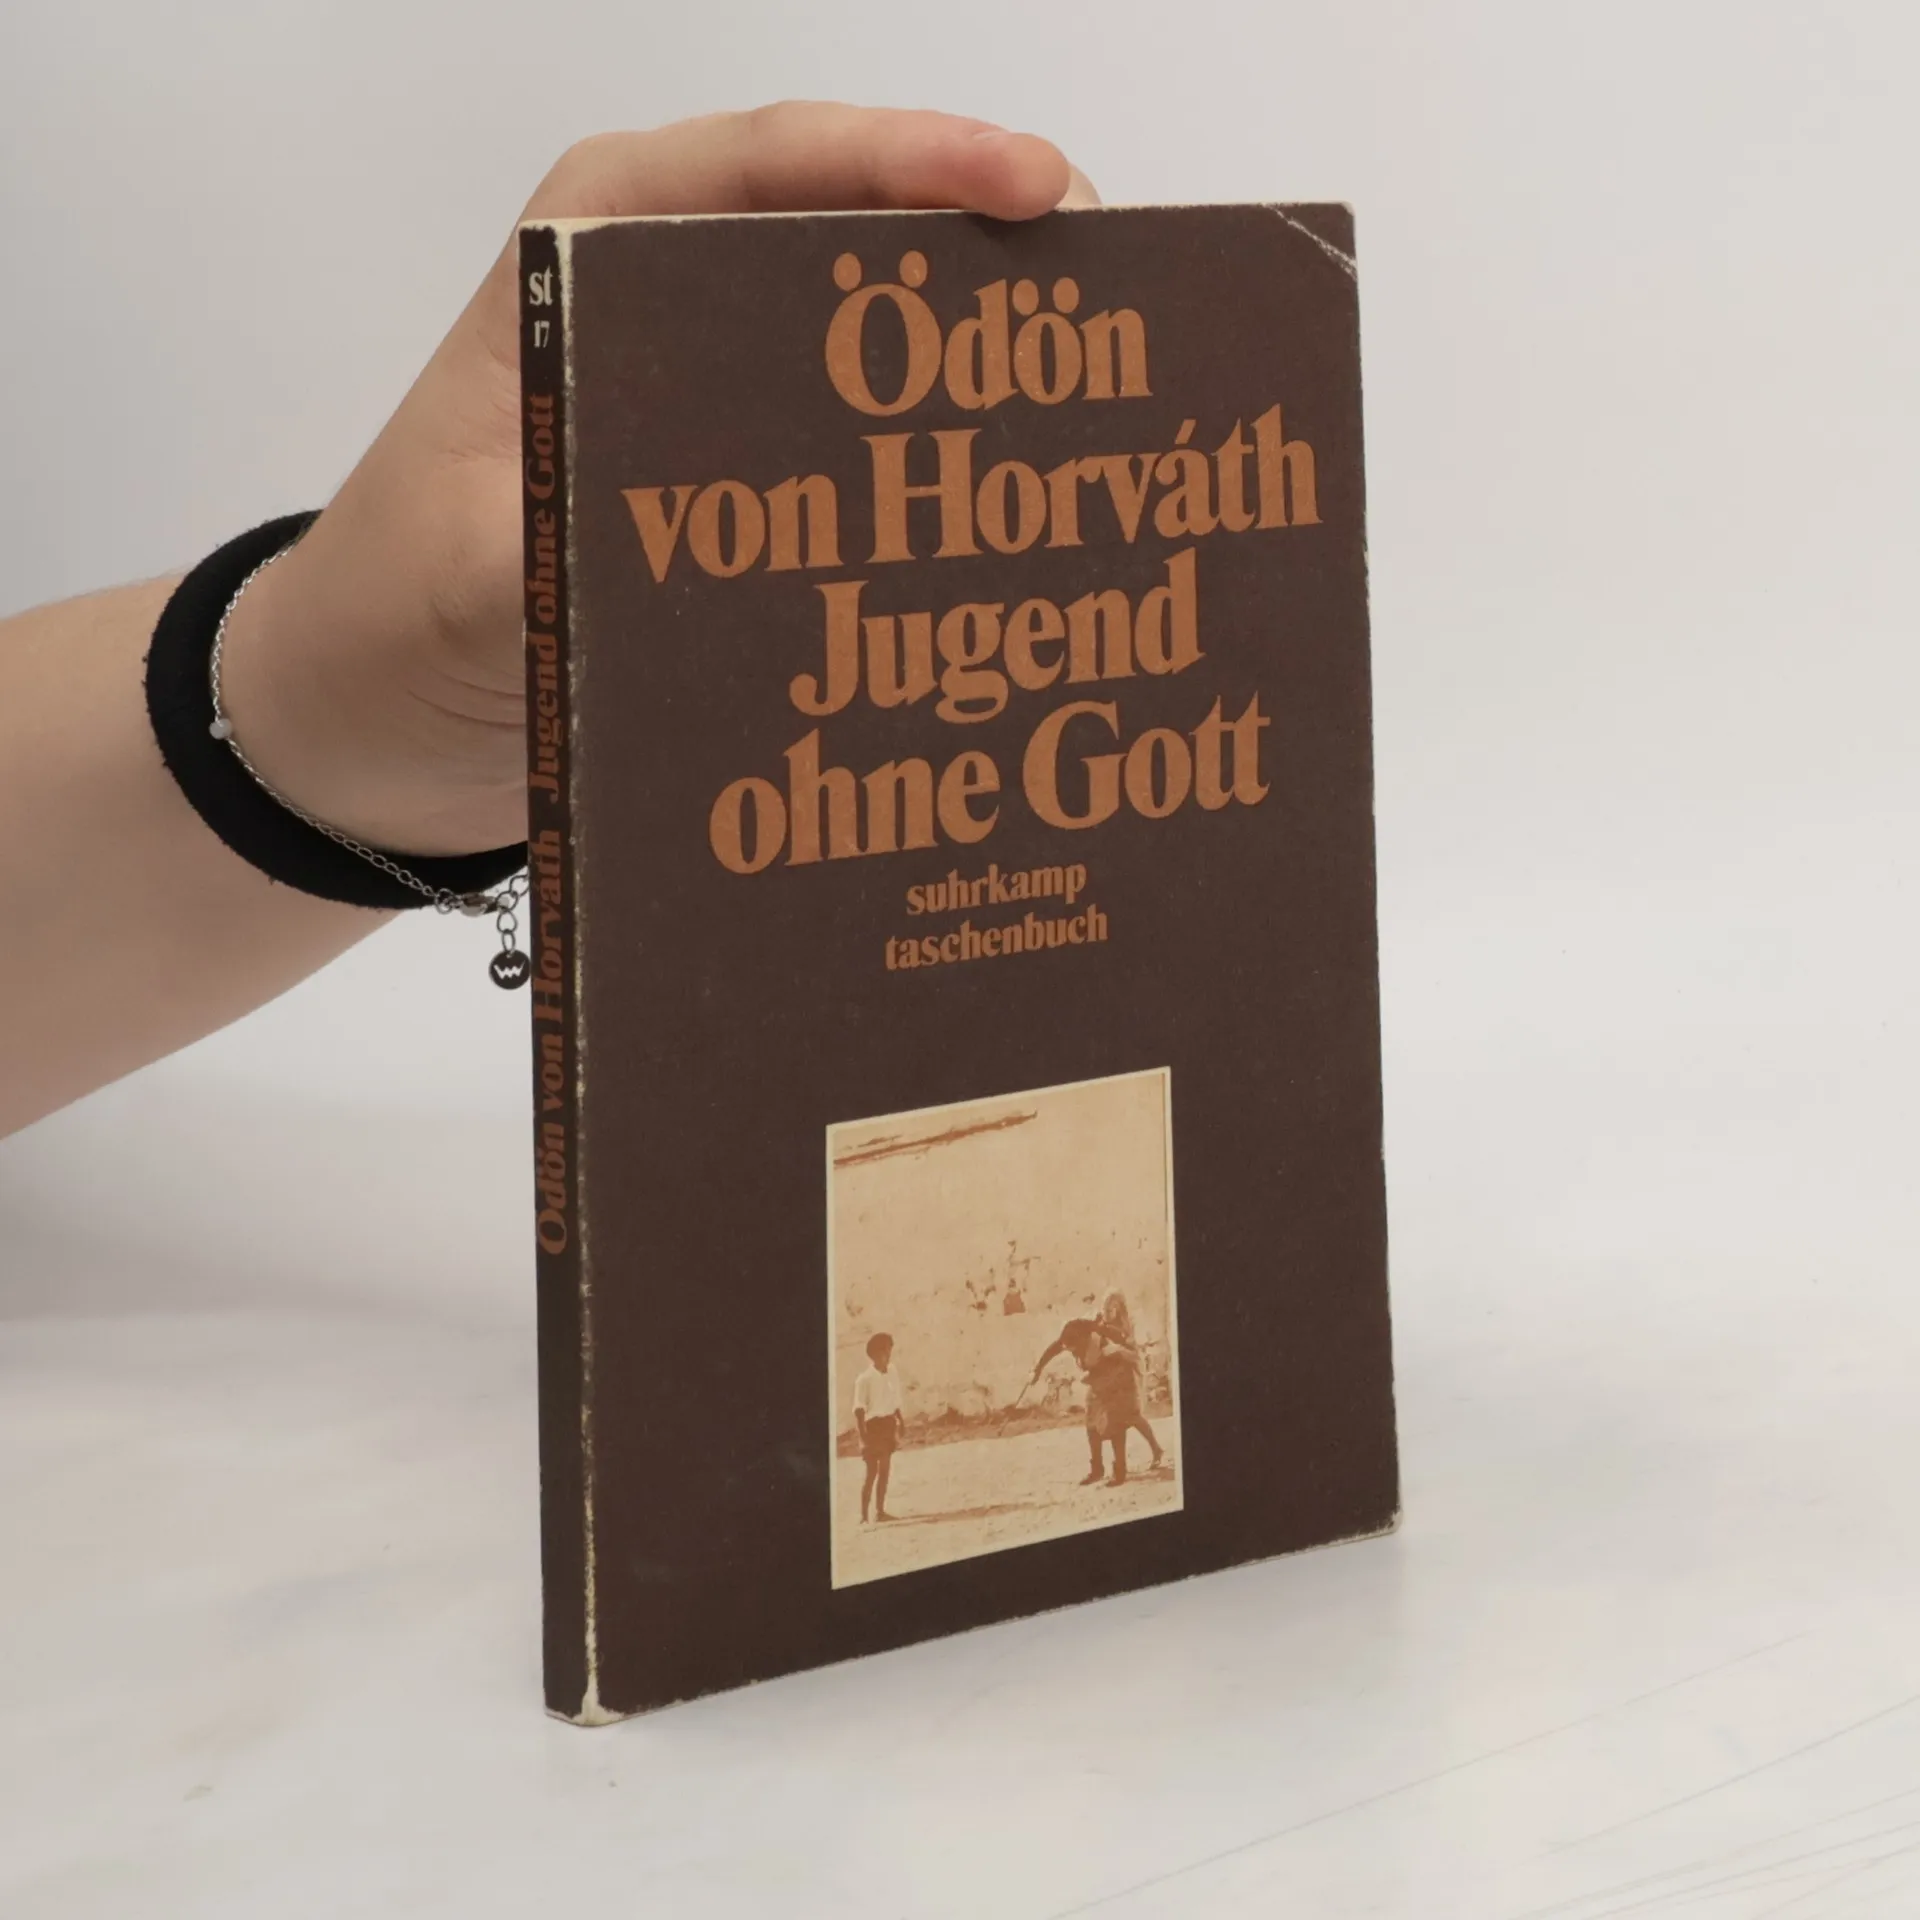 Ödön
von Horváth
Jugend
ohne Gott
suhrkamp
taschenbuch
st
17
Ödön von Horváth Jugend ohne Gott